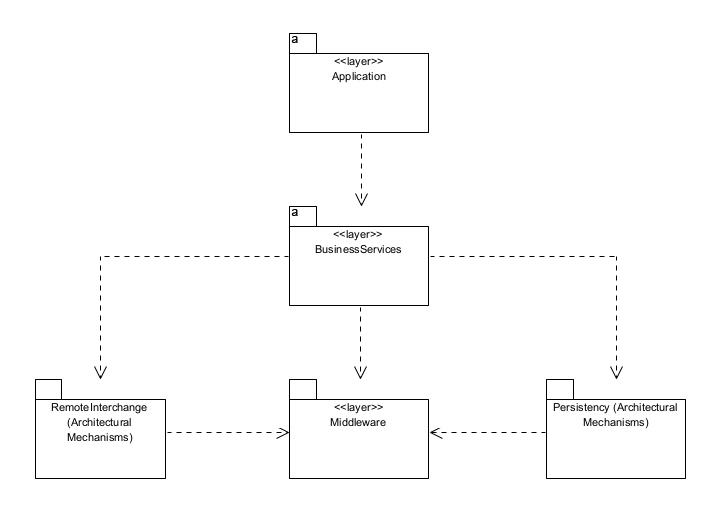 a
<<layer>>
Application
a
<<layer>>
BusinessServices
RemoteInterchange
(Architectural
Mechanisms)
<<layer>>
Middleware
Persistency (Architectural
Mechanisms)